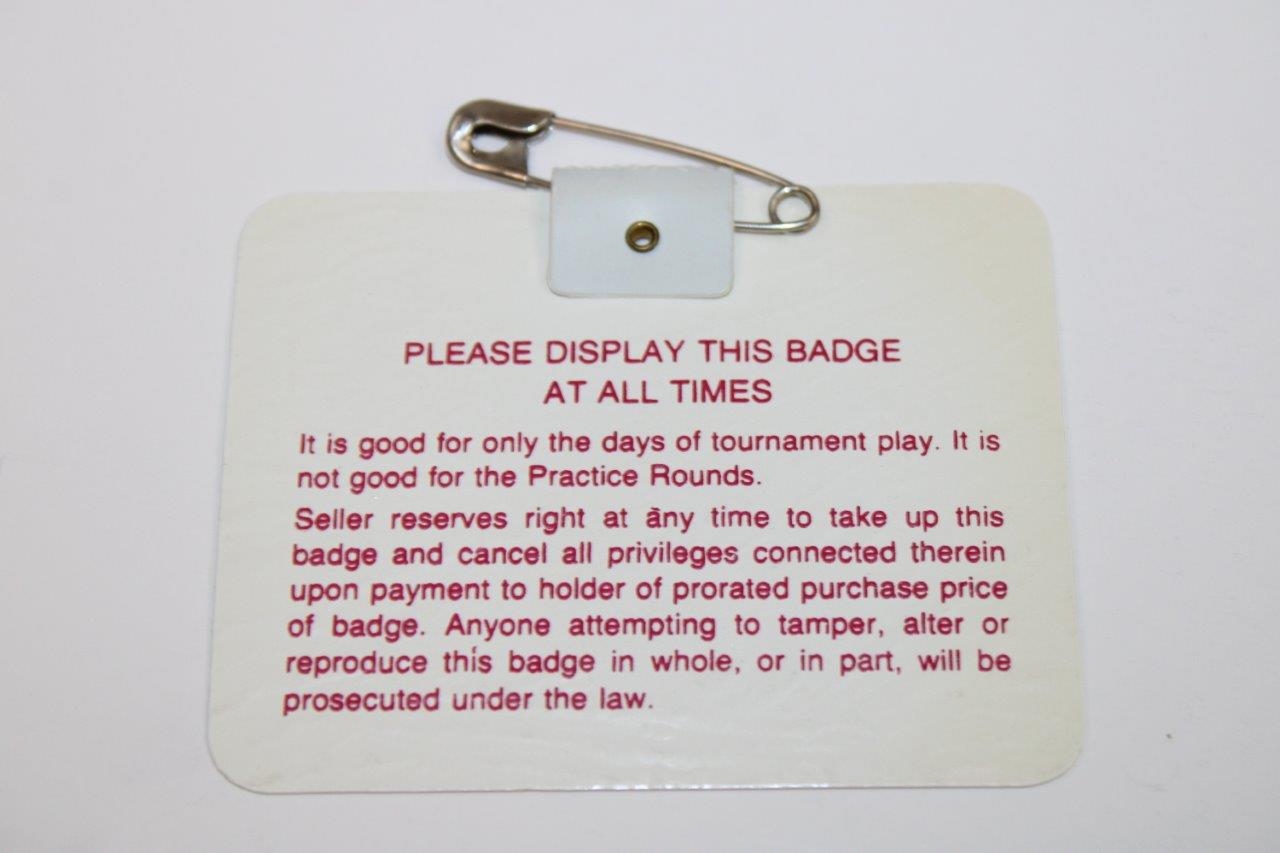 PLEASE DISPLAY THIS BADGE
AT ALL TIMES
It is good for only the days of tournament play. It is
not good for the Practice Rounds.
Seller reserves right at any time to take up this
badge and cancel all privileges connected therein
upon payment to holder of prorated purchase price
of badge. Anyone attempting to tamper, alter or
reproduce this badge in whole, or in part, will be
prosecuted under the law.